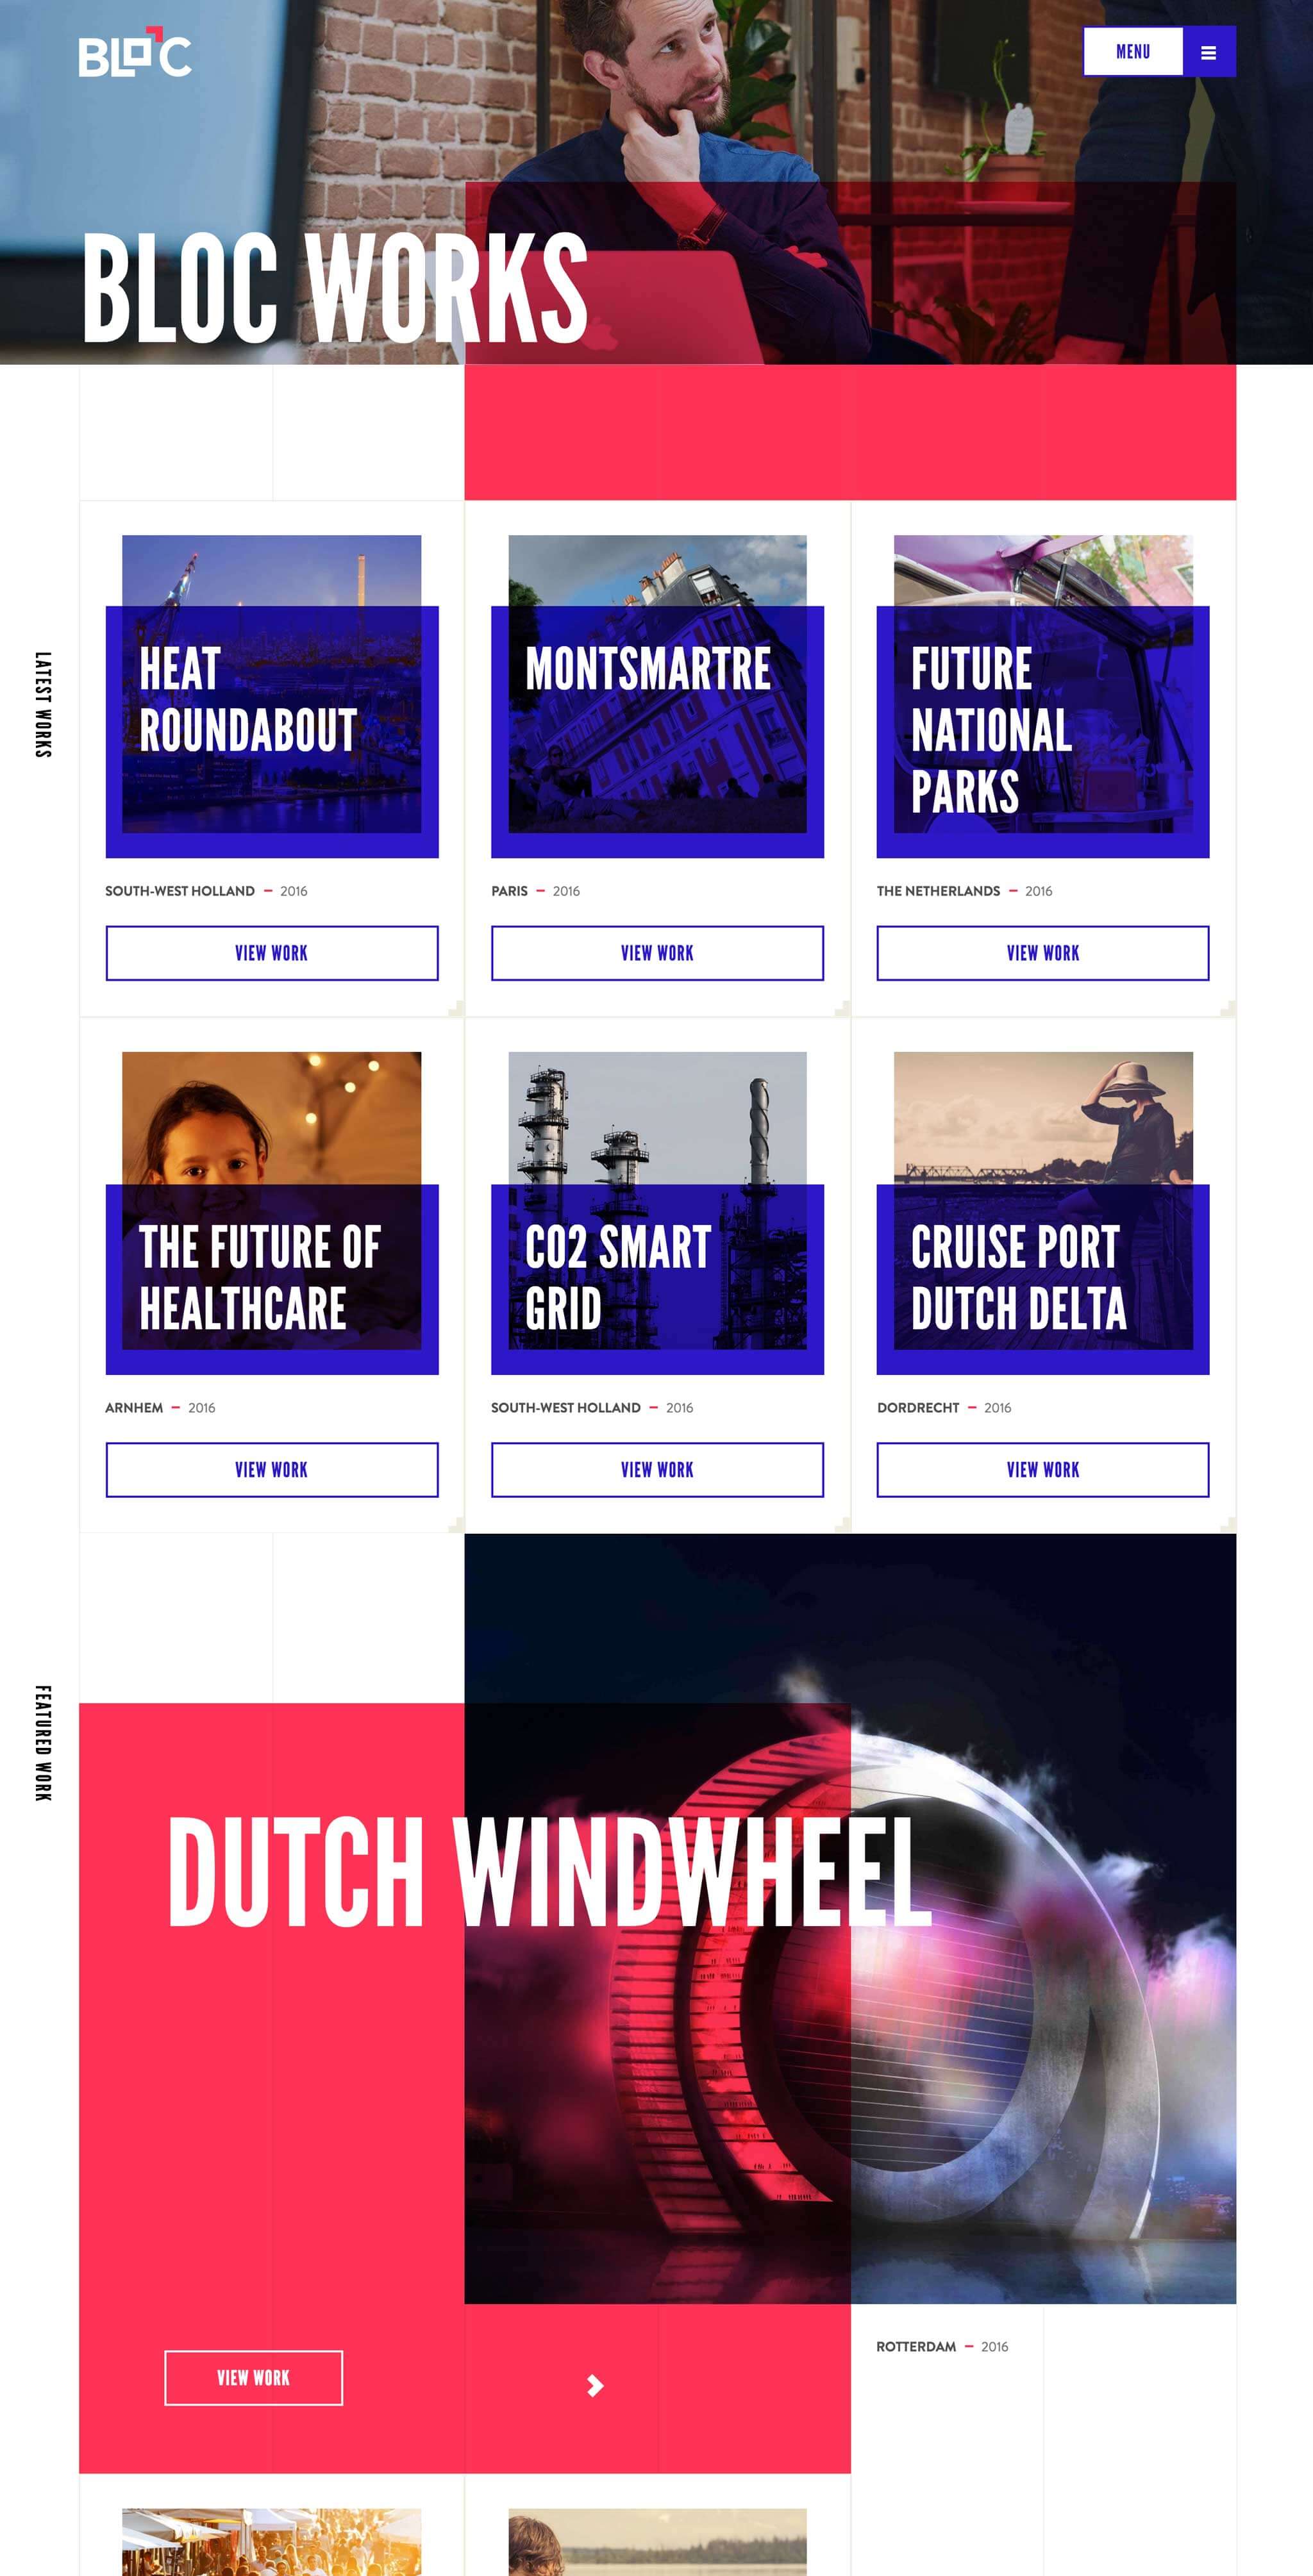 BLOC
MENU
BLOC WORKS
LATEST WORKS
HEAT
ROUNDABOUT
SOUTH-WEST HOLLAND – 2016
VIEW WORK
MONTSMARTRE
PARIS – 2016
VIEW WORK
FUTURE
NATIONAL
PARKS
THE NETHERLANDS – 2016
VIEW WORK
THE FUTURE OF
HEALTHCARE
ARNHEM – 2016
VIEW WORK
CO2 SMART
GRID
SOUTH-WEST HOLLAND – 2016
VIEW WORK
CRUISE PORT
DUTCH DELTA
DORDRECHT – 2016
VIEW WORK
FEATURED WORK
DUTCH WINDWHEEL
VIEW WORK
ROTTERDAM – 2016